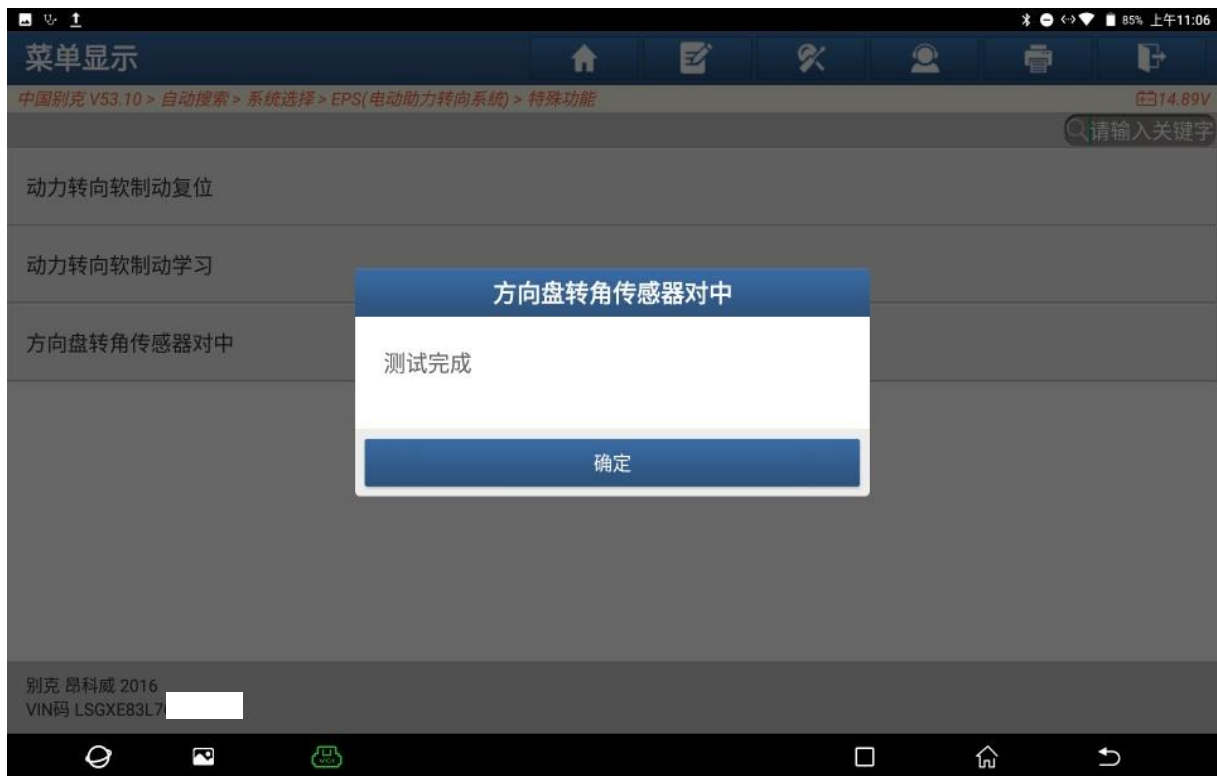 85% 上午11:06
菜单显示
中国别克 V53.10 > 自动搜索 > 系统选择 > EPS(电动助力转向系统) > 特殊功能
14.89V
请输入关键字
动力转向软制动复位
动力转向软制动学习
方向盘转角传感器对中
方向盘转角传感器对中
测试完成
确定
别克 昂科威 2016
VIN码 LSGXE83L7
VCI